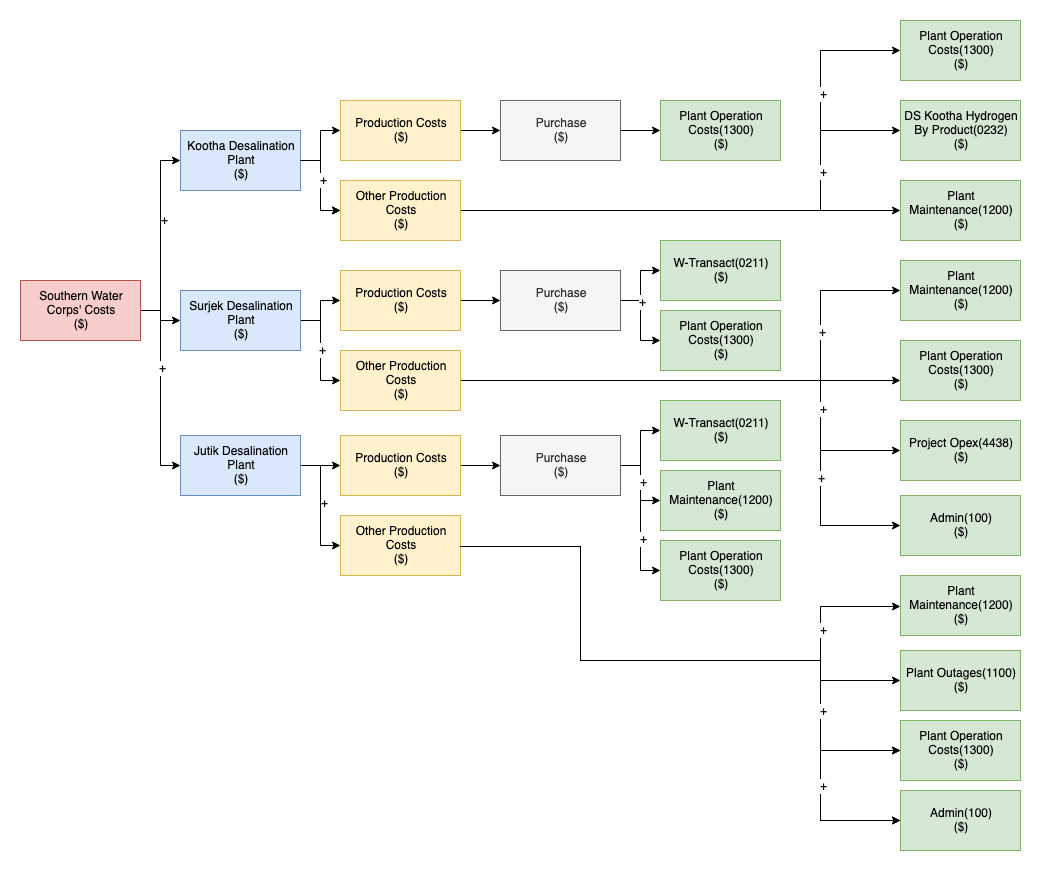 Southern Water
Corps' Costs
($)
+
+
Kootha Desalination
Plant
($)
+
Production Costs
($)
Purchase
($)
Plant Operation
Costs(1300)
($)
Other Production
Costs
($)
+
+
Plant Operation
Costs(1300)
($)
DS Kootha Hydrogen
By Product(0232)
($)
Plant
Maintenance(1200)
($)
Surjek Desalination
Plant
($)
+
Production Costs
($)
Purchase
($)
+
W-Transact(0211)
($)
Plant Operation
Costs(1300)
($)
Other Production
Costs
($)
+
+
+
Plant
Maintenance(1200)
($)
Plant Operation
Costs(1300)
($)
Project Opex(4438)
($)
Admin(100)
($)
Jutik Desalination
Plant
($)
+
Production Costs
($)
Purchase
($)
+
+
W-Transact(0211)
($)
Plant
Maintenance(1200)
($)
Plant Operation
Costs(1300)
($)
Other Production
Costs
($)
+
+
+
Plant
Maintenance(1200)
($)
Plant Outages(1100)
($)
Plant Operation
Costs(1300)
($)
Admin(100)
($)